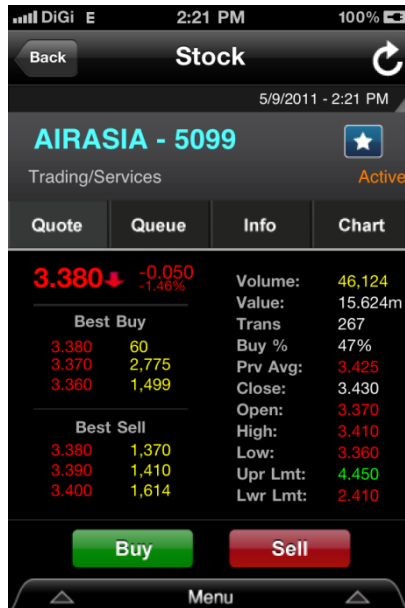 DiGi E 2:21 PM 100%
Back Stock
5/9/2011 - 2:21 PM
AIRASIA - 5099
Trading/Services Active
Quote Queue Info Chart
3.380 -0.050
-1.46%
Best Buy
3.380 60
3.370 2,775
3.360 1,499
Best Sell
3.380 1,370
3.390 1,410
3.400 1,614
Volume: 46,124
Value: 15.624m
Trans 267
Buy % 47%
Prv Avg: 3.425
Close: 3.430
Open: 3.370
High: 3.410
Low: 3.360
Upr Lmt: 4.450
Lwr Lmt: 2.410
Buy Sell
Menu